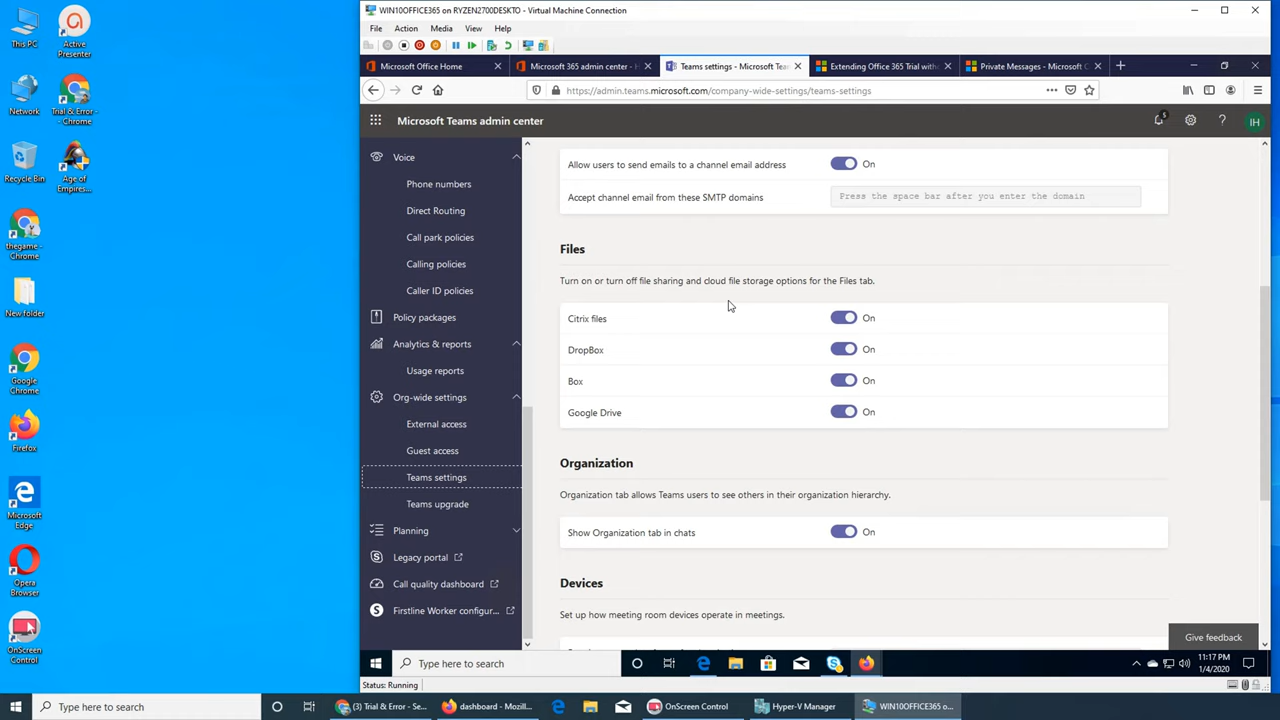 This PC
Active
Presenter
Network
Trial & Error -
- Chrome
Recycle Bin
Age of
Empires...
thegame -
Chrome
New folder
Google
Chrome
Firefox
Microsoft
Edge
Opera
Browser
OnScreen
Control
WIN10OFFICE365 on RYZEN2700DESKTO - Virtual Machine Connection
File Action Media View Help
Microsoft Office Home
Microsoft 365 admin center - H
Teams settings - Microsoft Tea
Extending Office 365 Trial with
Private Messages - Microsoft C
https://admin.teams.microsoft.com/company-wide-settings/teams-settings
Microsoft Teams admin center
5
?
IH
Voice
Phone numbers
Direct Routing
Call park policies
Calling policies
Caller ID policies
Policy packages
Analytics & reports
Usage reports
Org-wide settings
External access
Guest access
Teams settings
Teams upgrade
Planning
Legacy portal
Call quality dashboard
Firstline Worker configur...
Allow users to send emails to a channel email address On
Accept channel email from these SMTP domains Press the space bar after you enter the domain
Files
Turn on or turn off file sharing and cloud file storage options for the Files tab.
Citrix files On
DropBox On
Box On
Google Drive On
Organization
Organization tab allows Teams users to see others in their organization hierarchy.
Show Organization tab in chats On
Devices
Set up how meeting room devices operate in meetings.
Give feedback
Type here to search
11:17 PM
1/4/2020
Status: Running
Type here to search
(3) Trial & Error - Se...
dashboard - Mozill...
OnScreen Control
Hyper-V Manager
WIN10OFFICE365 o...